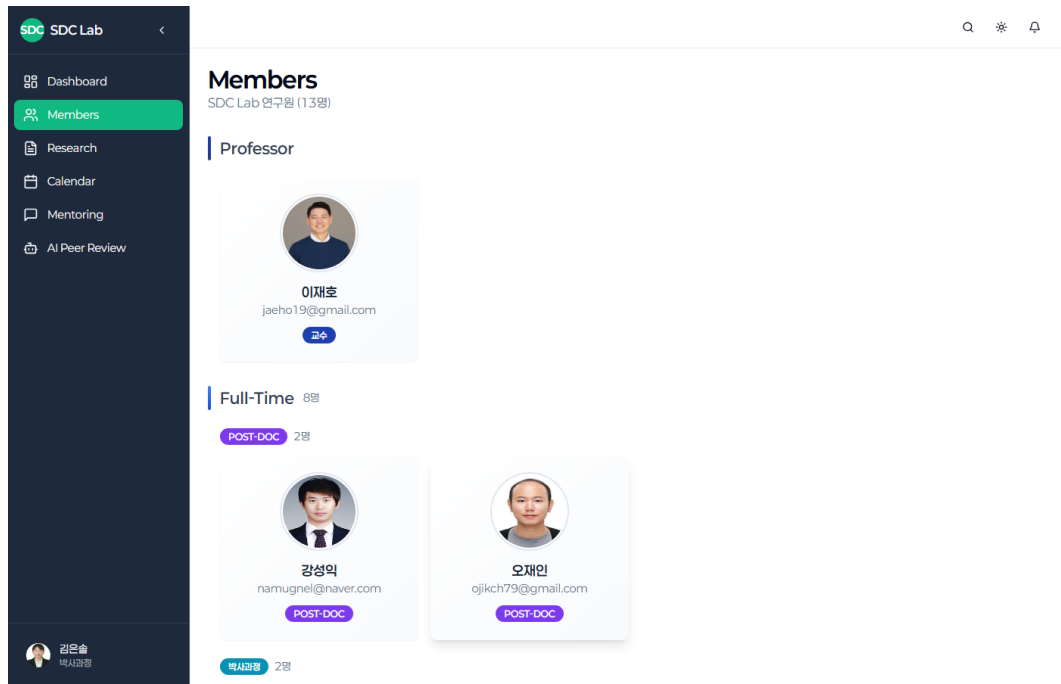 SDC SDC Lab
Dashboard
Members
Research
Calendar
Mentoring
AI Peer Review
김은솔
박사과정
Members
SDC Lab 연구원 (13명)
Professor
이재호
jaeho19@gmail.com
교수
Full-Time 8명
POST-DOC 2명
강성익
namugnel@naver.com
POST-DOC
오재인
ojikch79@gmail.com
POST-DOC
박사과정 2명